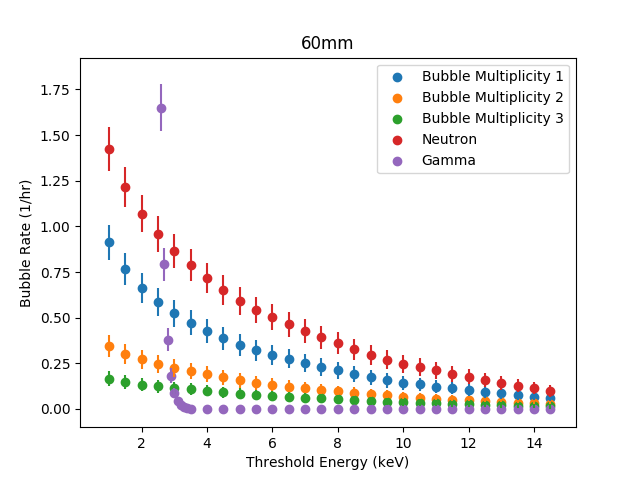 60mm
Bubble Multiplicity 1
Bubble Multiplicity 2
Bubble Multiplicity 3
Neutron
Gamma
1.75
1.50
1.25
1.00
0.75
0.50
0.25
0.00
Bubble Rate (1/hr)
2 4 6 8 10 12 14
Threshold Energy (keV)